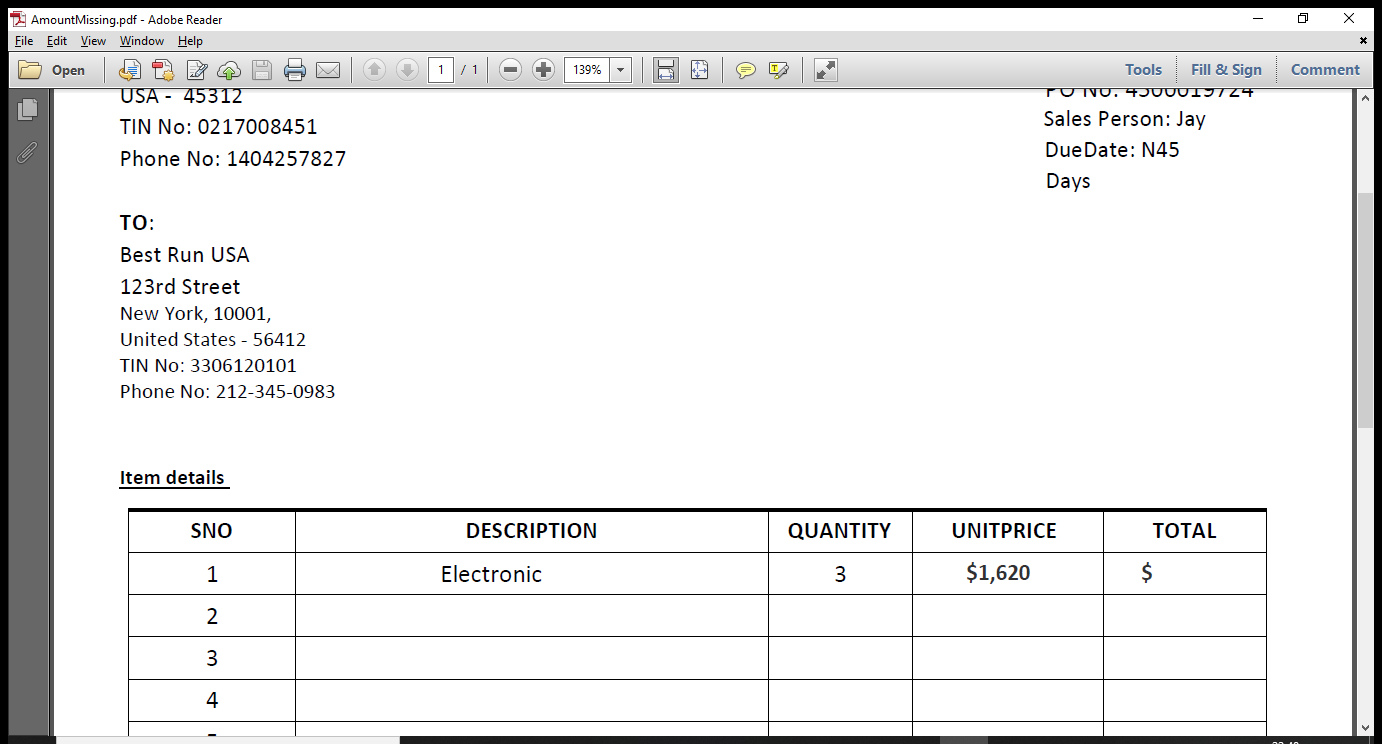 AmountMissing.pdf - Adobe Reader
File Edit View Window Help
Open 1 / 1 139% Tools Fill & Sign Comment
USA - 45312
TIN No: 0217008451
Phone No: 1404257827
PO No: 4500019724
Sales Person: Jay
DueDate: N45
Days
TO:
Best Run USA
123rd Street
New York, 10001,
United States - 56412
TIN No: 3306120101
Phone No: 212-345-0983
Item details
SNO DESCRIPTION QUANTITY UNITPRICE TOTAL
1 Electronic 3 $1,620 $
2
3
4